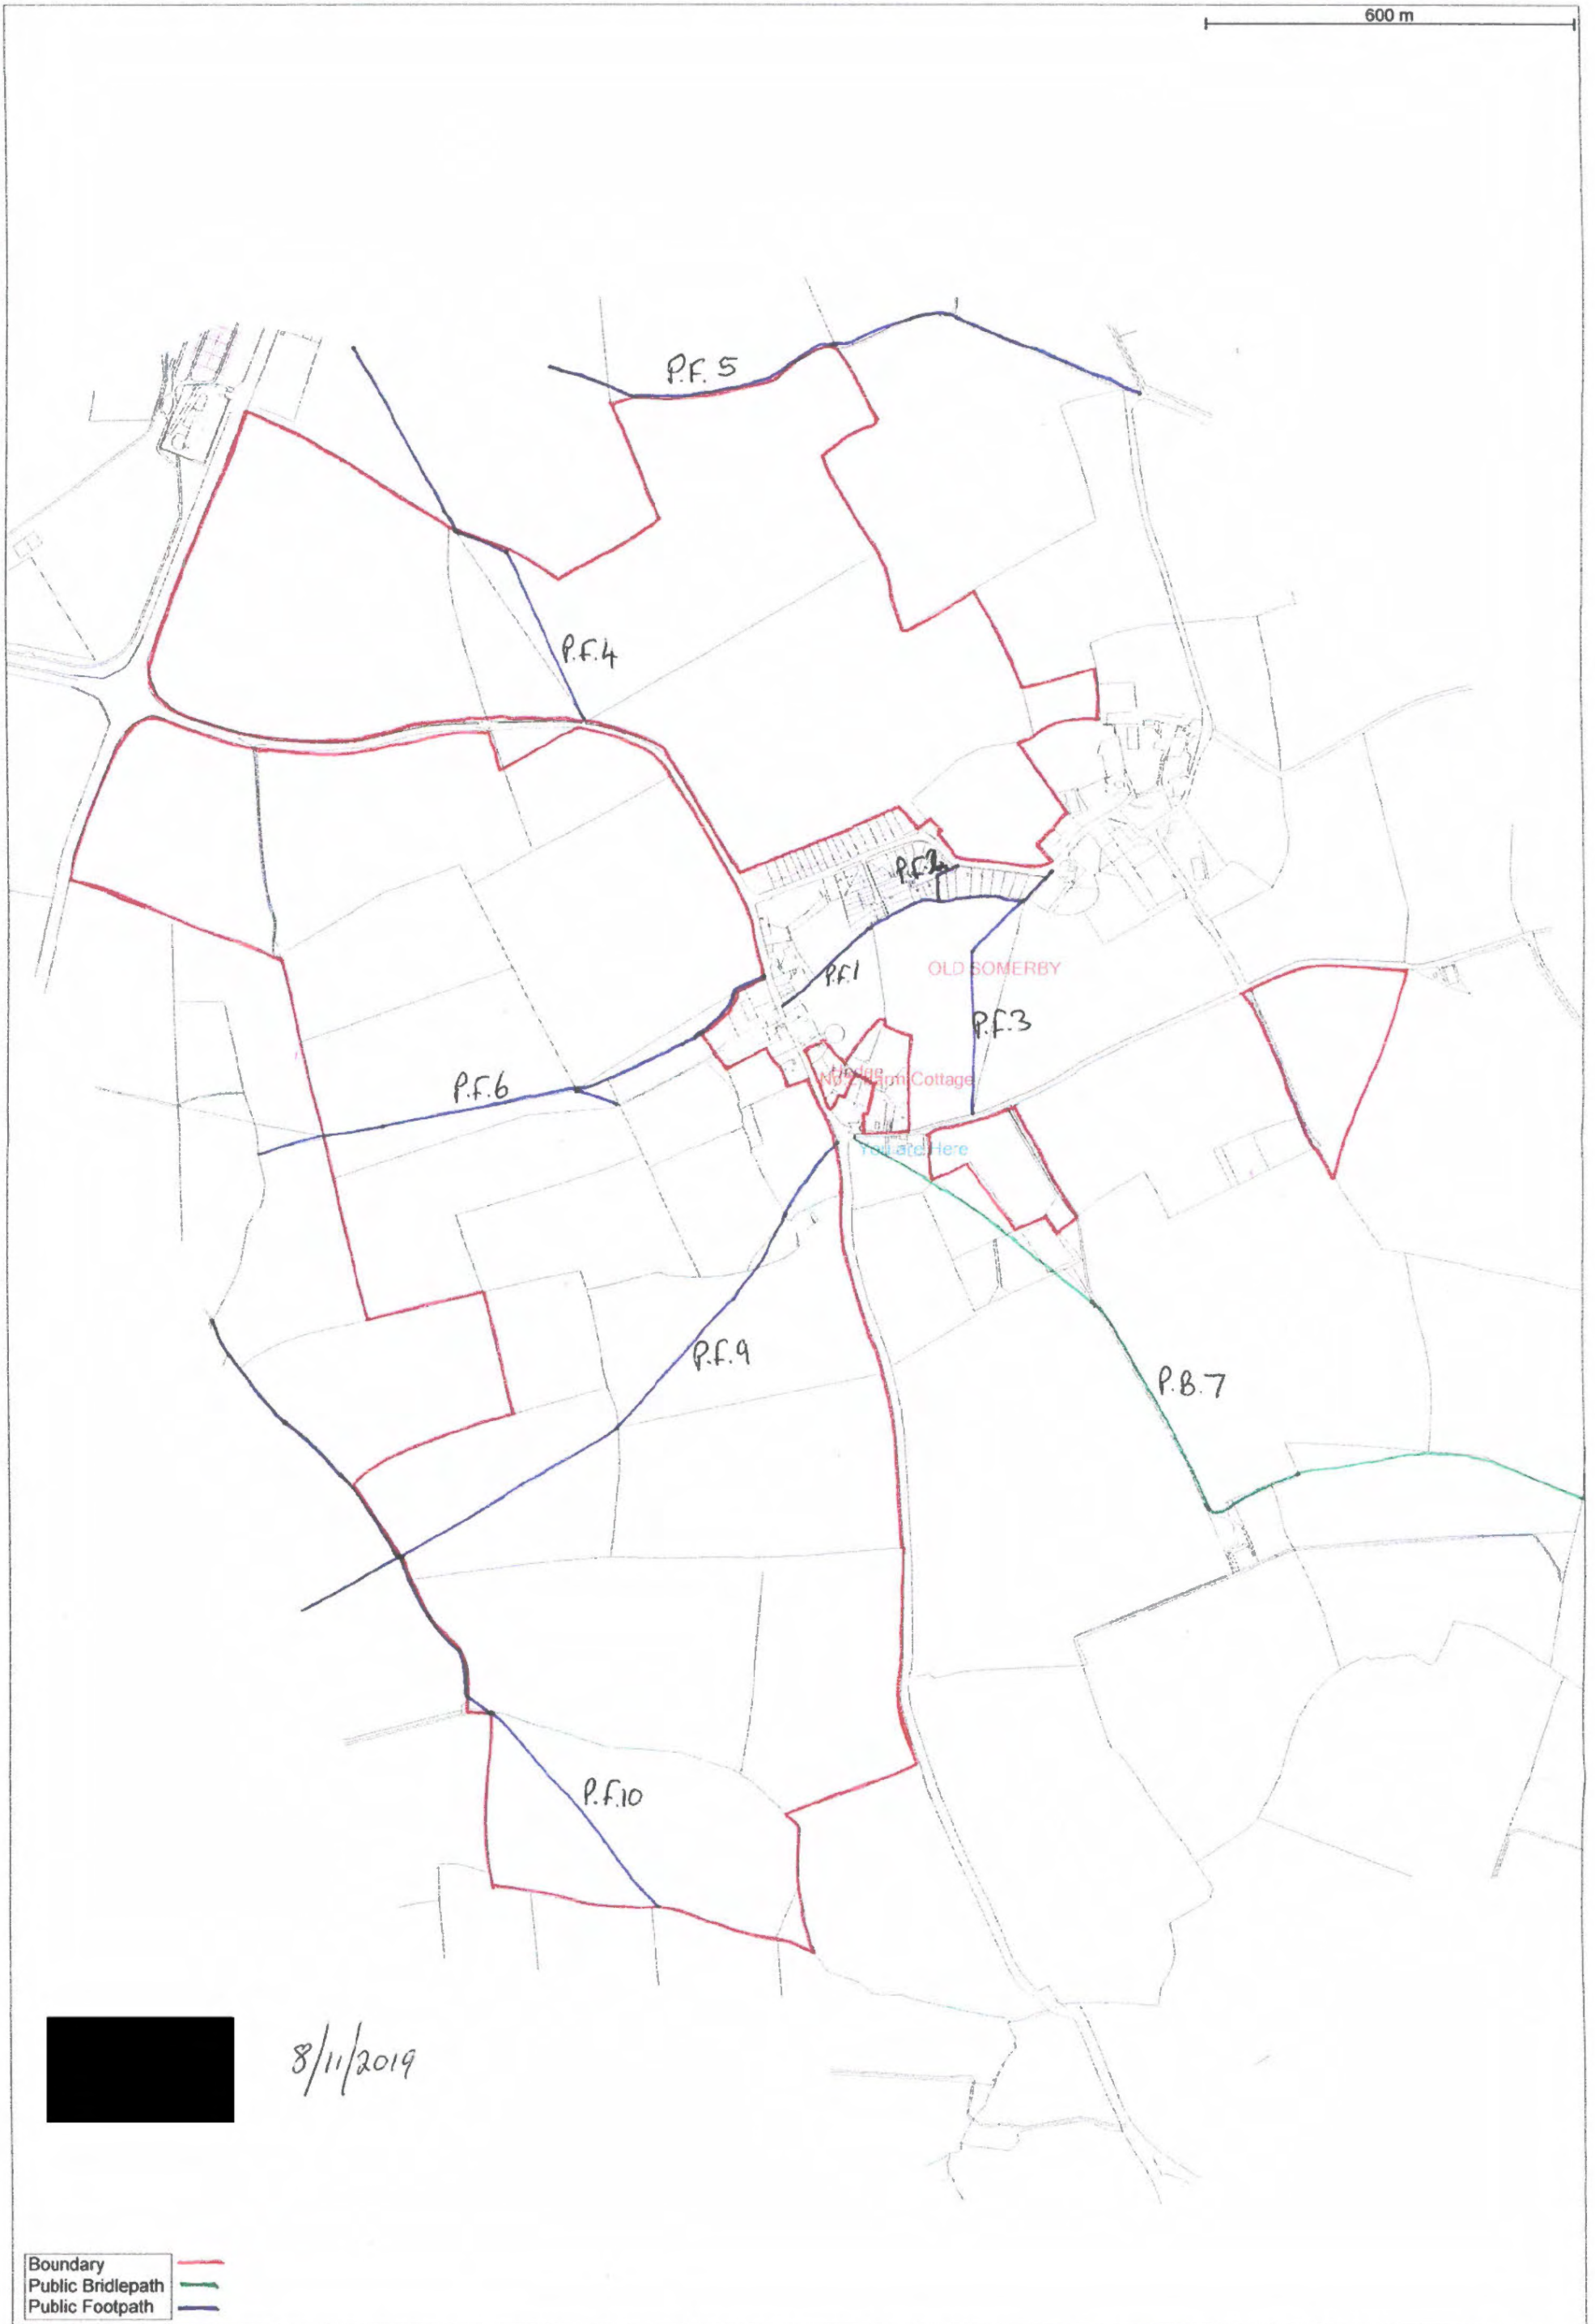 600 m
P.F. 5
P.F.4
P.F.2
P.F.1
OLD SOMERBY
P.F.3
P.F.6
Cottage
You are Here
P.F.9
P.B.7
P.F.10
8/11/2019
Boundary
Public Bridlepath
Public Footpath